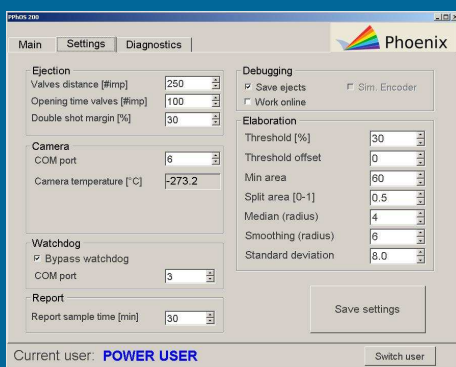 PPhOS 200
Main
Settings
Diagnostics
Phoenix
Ejection
Valves distance [#imp] 250
Opening time valves [#imp] 100
Double shot margin [%] 30
Camera
COM port 6
Camera temperature [°C] -273.2
Watchdog
Bypass watchdog
COM port 3
Report
Report sample time [min] 30
Debugging
Save ejects
Sim. Encoder
Work online
Elaboration
Threshold [%] 30
Threshold offset 0
Min area 60
Split area [0-1] 0.5
Median (radius) 4
Smoothing (radius) 6
Standard deviation 8.0
Save settings
Current user: POWER USER
Switch user